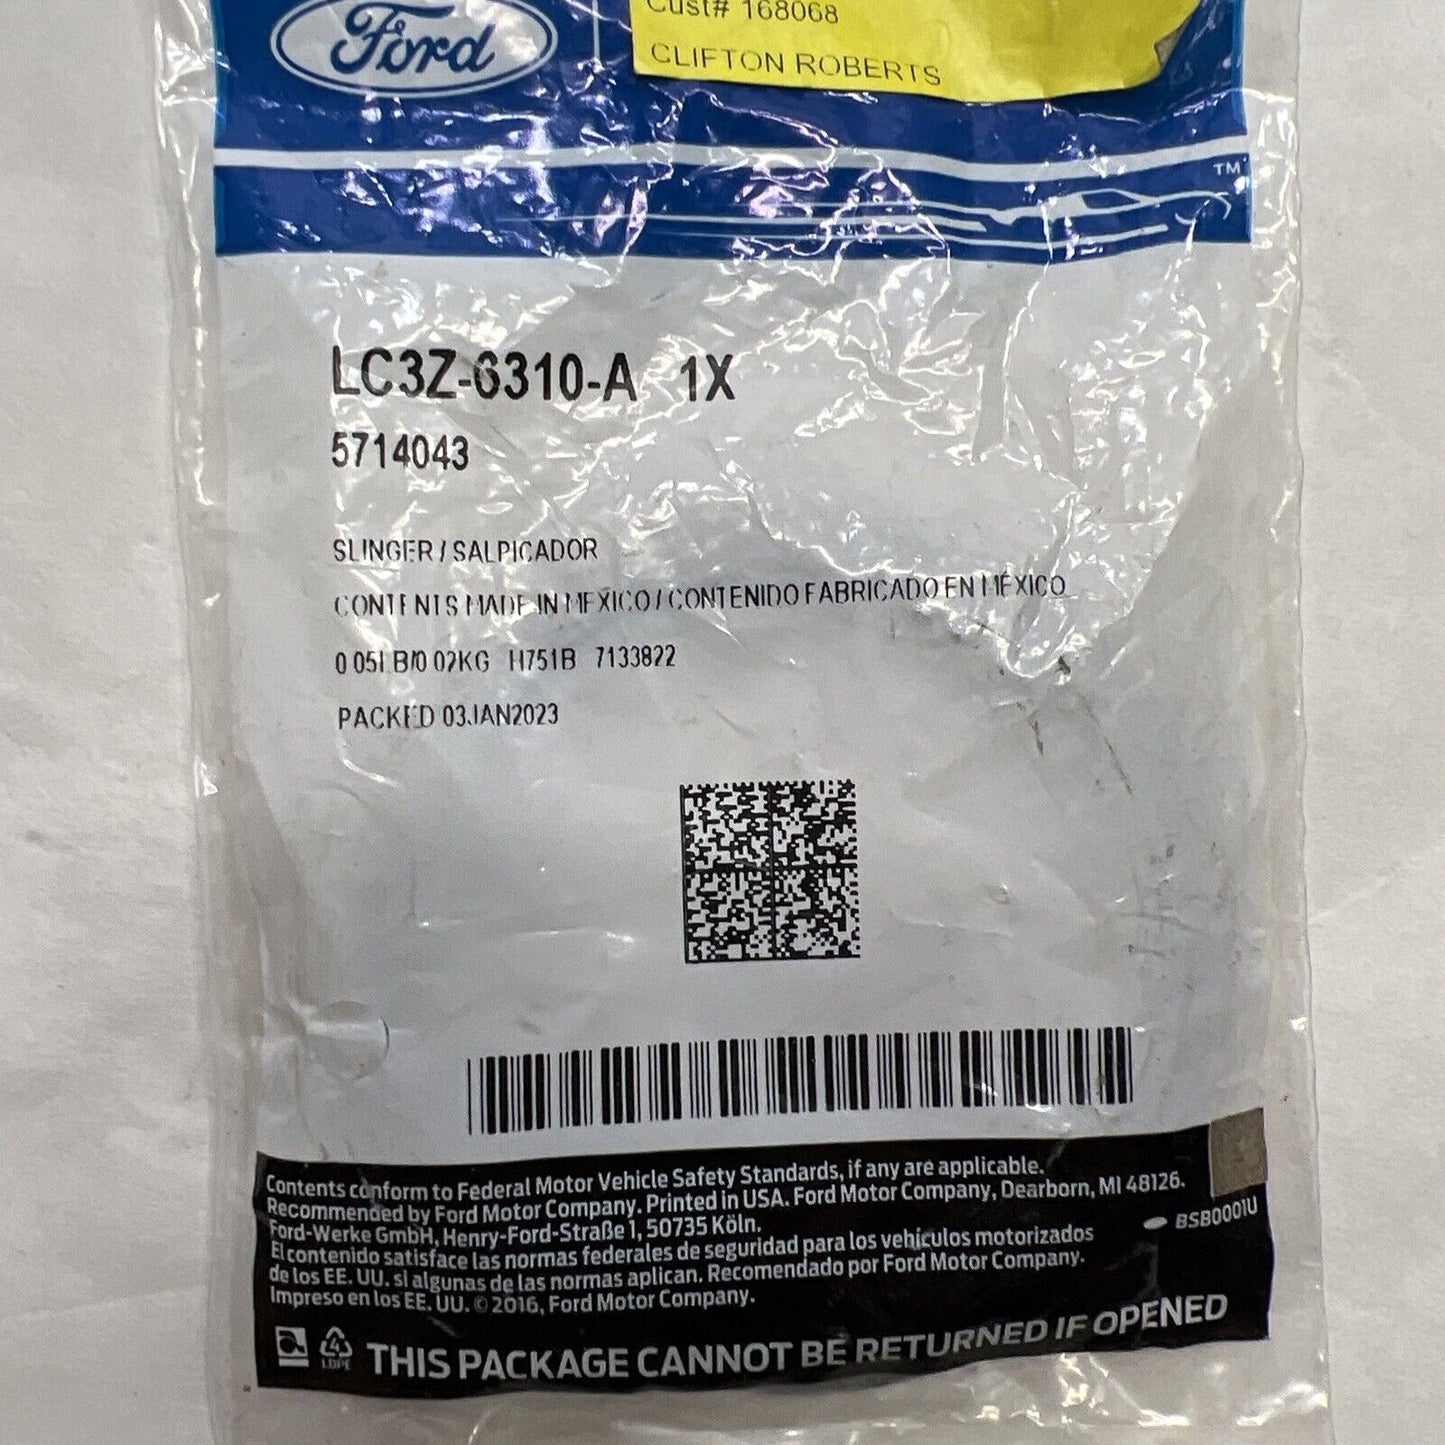 Ford
Cust# 168068
CLIFTON ROBERTS
TM
LC3Z-6310-A 1X
5714043
SLINGER / SALPICADOR
CONTENTS MADE IN MEXICO / CONTENIDO FABRICADO EN MÉXICO
0.05LB/0.02KG H751B 7133822
PACKED 03JAN2023
Contents conform to Federal Motor Vehicle Safety Standards, if any are applicable.
Recommended by Ford Motor Company. Printed in USA. Ford Motor Company, Dearborn, MI 48126.
Ford-Werke GmbH, Henry-Ford-Straße 1, 50735 Köln.
BSB0001U
El contenido satisface las normas federales de seguridad para los vehículos motorizados
de los EE. UU. si algunas de las normas aplican. Recomendado por Ford Motor Company.
Impreso en los EE. UU. © 2016, Ford Motor Company.
4
LDPE
THIS PACKAGE CANNOT BE RETURNED IF OPENED